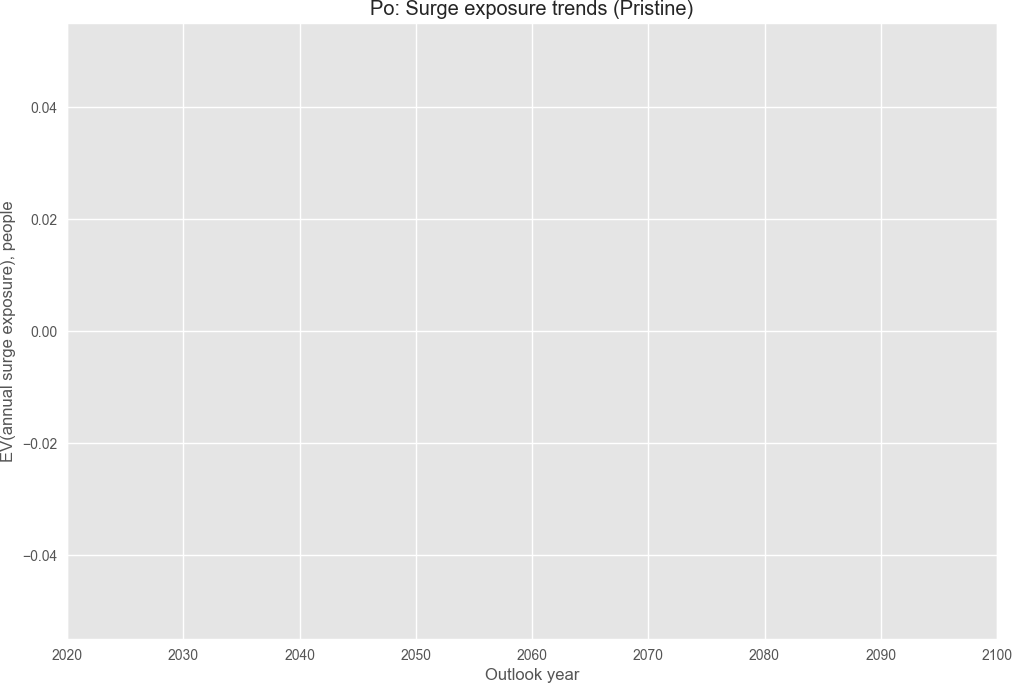 Po: Surge exposure trends (Pristine)
EV(annual surge exposure), people
0.04
0.02
0.00
−0.02
−0.04
2020 2030 2040 2050 2060 2070 2080 2090 2100
Outlook year